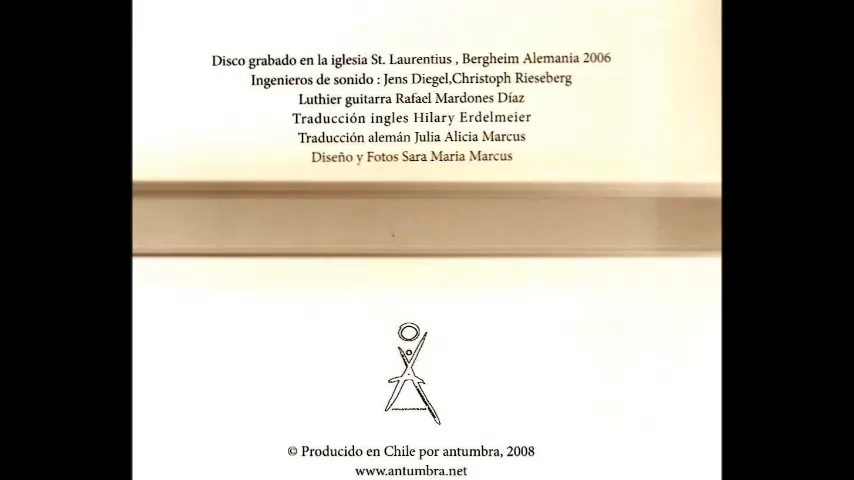 Disco grabado en la iglesia St. Laurentius , Bergheim Alemania 2006
Ingenieros de sonido : Jens Diegel,Christoph Rieseberg
Luthier guitarra Rafael Mardones Díaz
Traducción ingles Hilary Erdelmeier
Traducción alemán Julia Alicia Marcus
Diseño y Fotos Sara Maria Marcus
© Producido en Chile por antumbra, 2008
www.antumbra.net